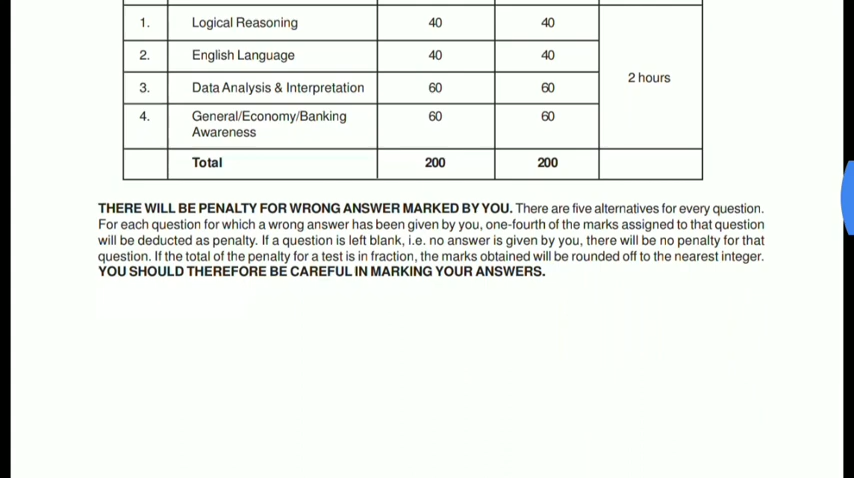 1. Logical Reasoning 40 40
2. English Language 40 40
2 hours
3. Data Analysis & Interpretation 60 60
4. General/Economy/Banking 60 60
Awareness
Total 200 200
THERE WILL BE PENALTY FOR WRONG ANSWER MARKED BY YOU. There are five alternatives for every question.
For each question for which a wrong answer has been given by you, one-fourth of the marks assigned to that question
will be deducted as penalty. If a question is left blank, i.e. no answer is given by you, there will be no penalty for that
question. If the total of the penalty for a test is in fraction, the marks obtained will be rounded off to the nearest integer.
YOU SHOULD THEREFORE BE CAREFUL IN MARKING YOUR ANSWERS.